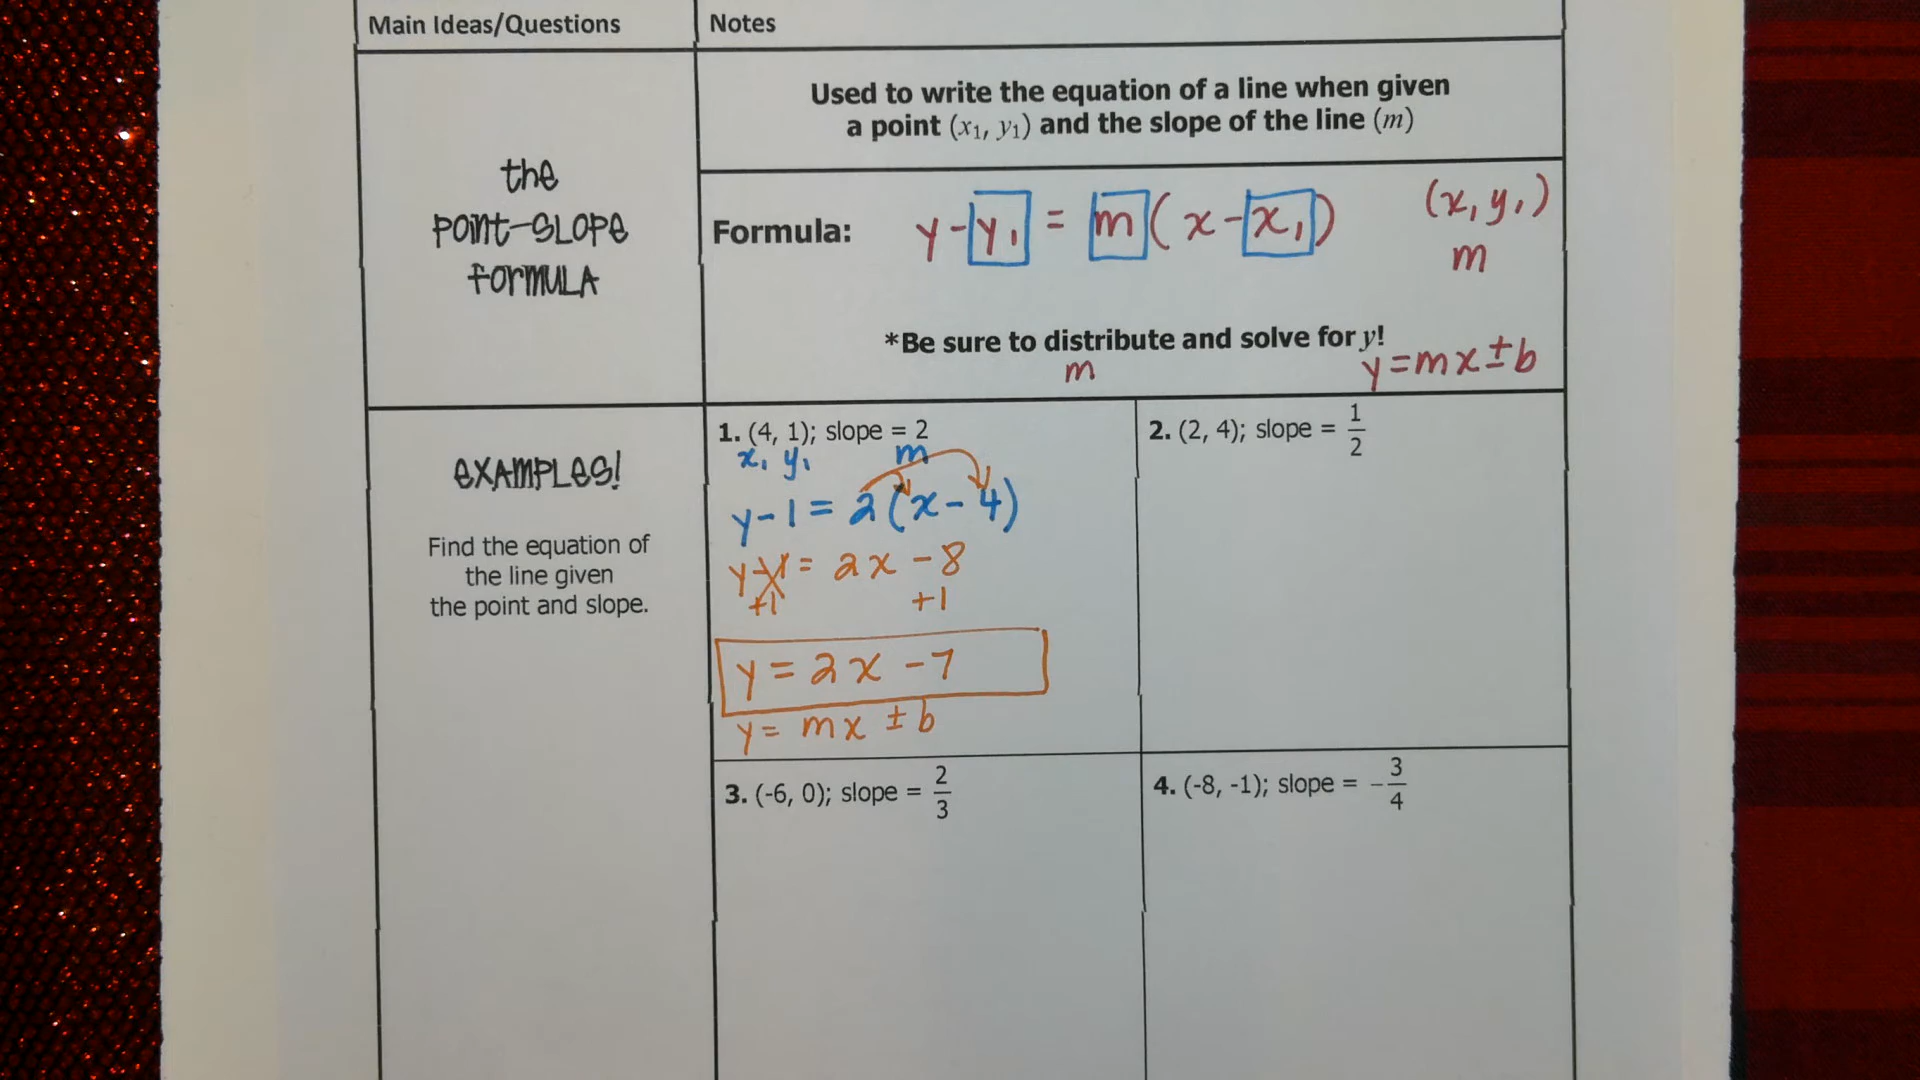 Main Ideas/Questions
Notes
the
POINT-SLOPE
FORMULA
Used to write the equation of a line when given
a point (x₁, y₁) and the slope of the line (m)
Formula: y - y₁ = m(x - x₁)
(x₁ y₁)
m
*Be sure to distribute and solve for y!
m
y = mx ± b
EXAMPLES!
Find the equation of
the line given
the point and slope.
1. (4, 1); slope = 2
x₁ y₁ m
y - 1 = 2(x - 4)
y - 1 = 2x - 8
+1 +1
y = 2x - 7
y = mx ± b
2. (2, 4); slope = 1/2
3. (-6, 0); slope = 2/3
4. (-8, -1); slope = -3/4